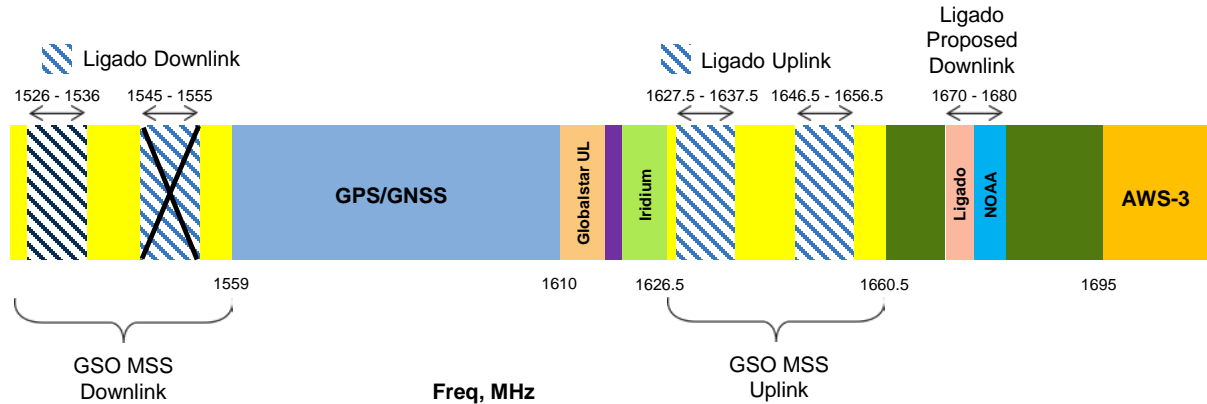 Ligado Downlink
Ligado Uplink
Ligado
Proposed
Downlink
1526 - 1536
1545 - 1555
1627.5 - 1637.5
1646.5 - 1656.5
1670 - 1680
GPS/GNSS
Globalstar UL
Iridium
Ligado
NOAA
AWS-3
1559
1610
1626.5
1660.5
1695
GSO MSS
Downlink
GSO MSS
Uplink
Freq, MHz